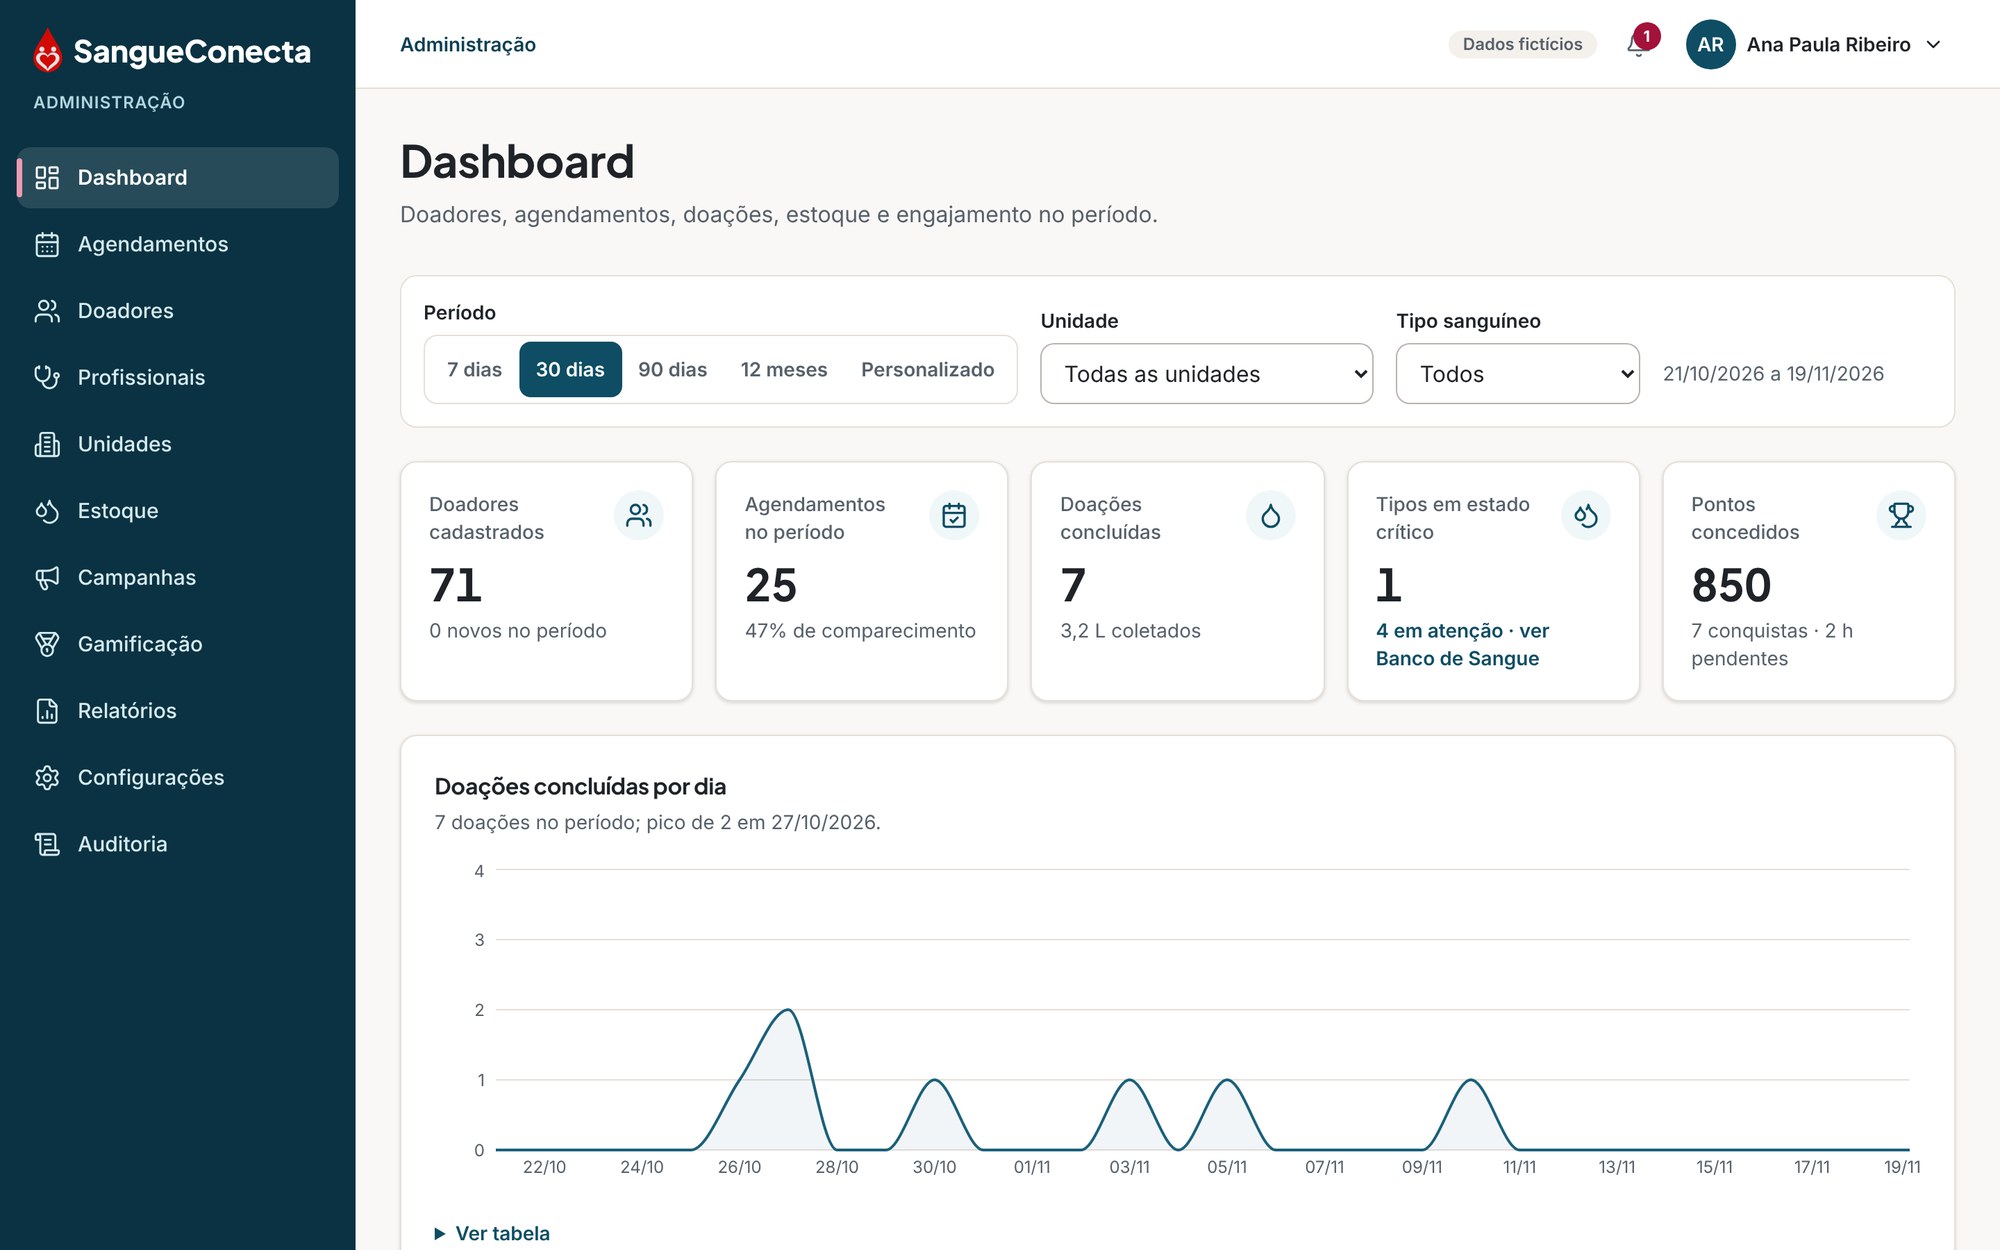 SangueConecta
ADMINISTRAÇÃO
Dashboard
Agendamentos
Doadores
Profissionais
Unidades
Estoque
Campanhas
Gamificação
Relatórios
Configurações
Auditoria
Administração
Dados fictícios
1
AR
Ana Paula Ribeiro
Dashboard
Doadores, agendamentos, doações, estoque e engajamento no período.
Período
7 dias
30 dias
90 dias
12 meses
Personalizado
Unidade
Todas as unidades
Tipo sanguíneo
Todos
21/10/2026 a 19/11/2026
Doadores
cadastrados
71
0 novos no período
Agendamentos
no período
25
47% de comparecimento
Doações
concluídas
7
3,2 L coletados
Tipos em estado
crítico
1
4 em atenção · ver
Banco de Sangue
Pontos
concedidos
850
7 conquistas · 2 h
pendentes
Doações concluídas por dia
7 doações no período; pico de 2 em 27/10/2026.
4
3
2
1
0
22/10
24/10
26/10
28/10
30/10
01/11
03/11
05/11
07/11
09/11
11/11
13/11
15/11
17/11
19/11
Ver tabela